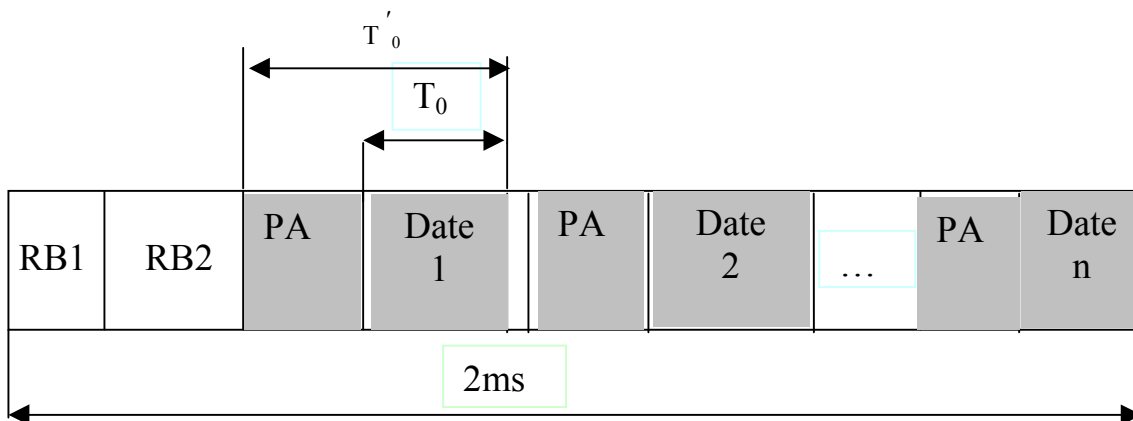 T′₀
T₀
RB1 RB2 PA Date 1 PA Date 2 … PA Date n
2ms